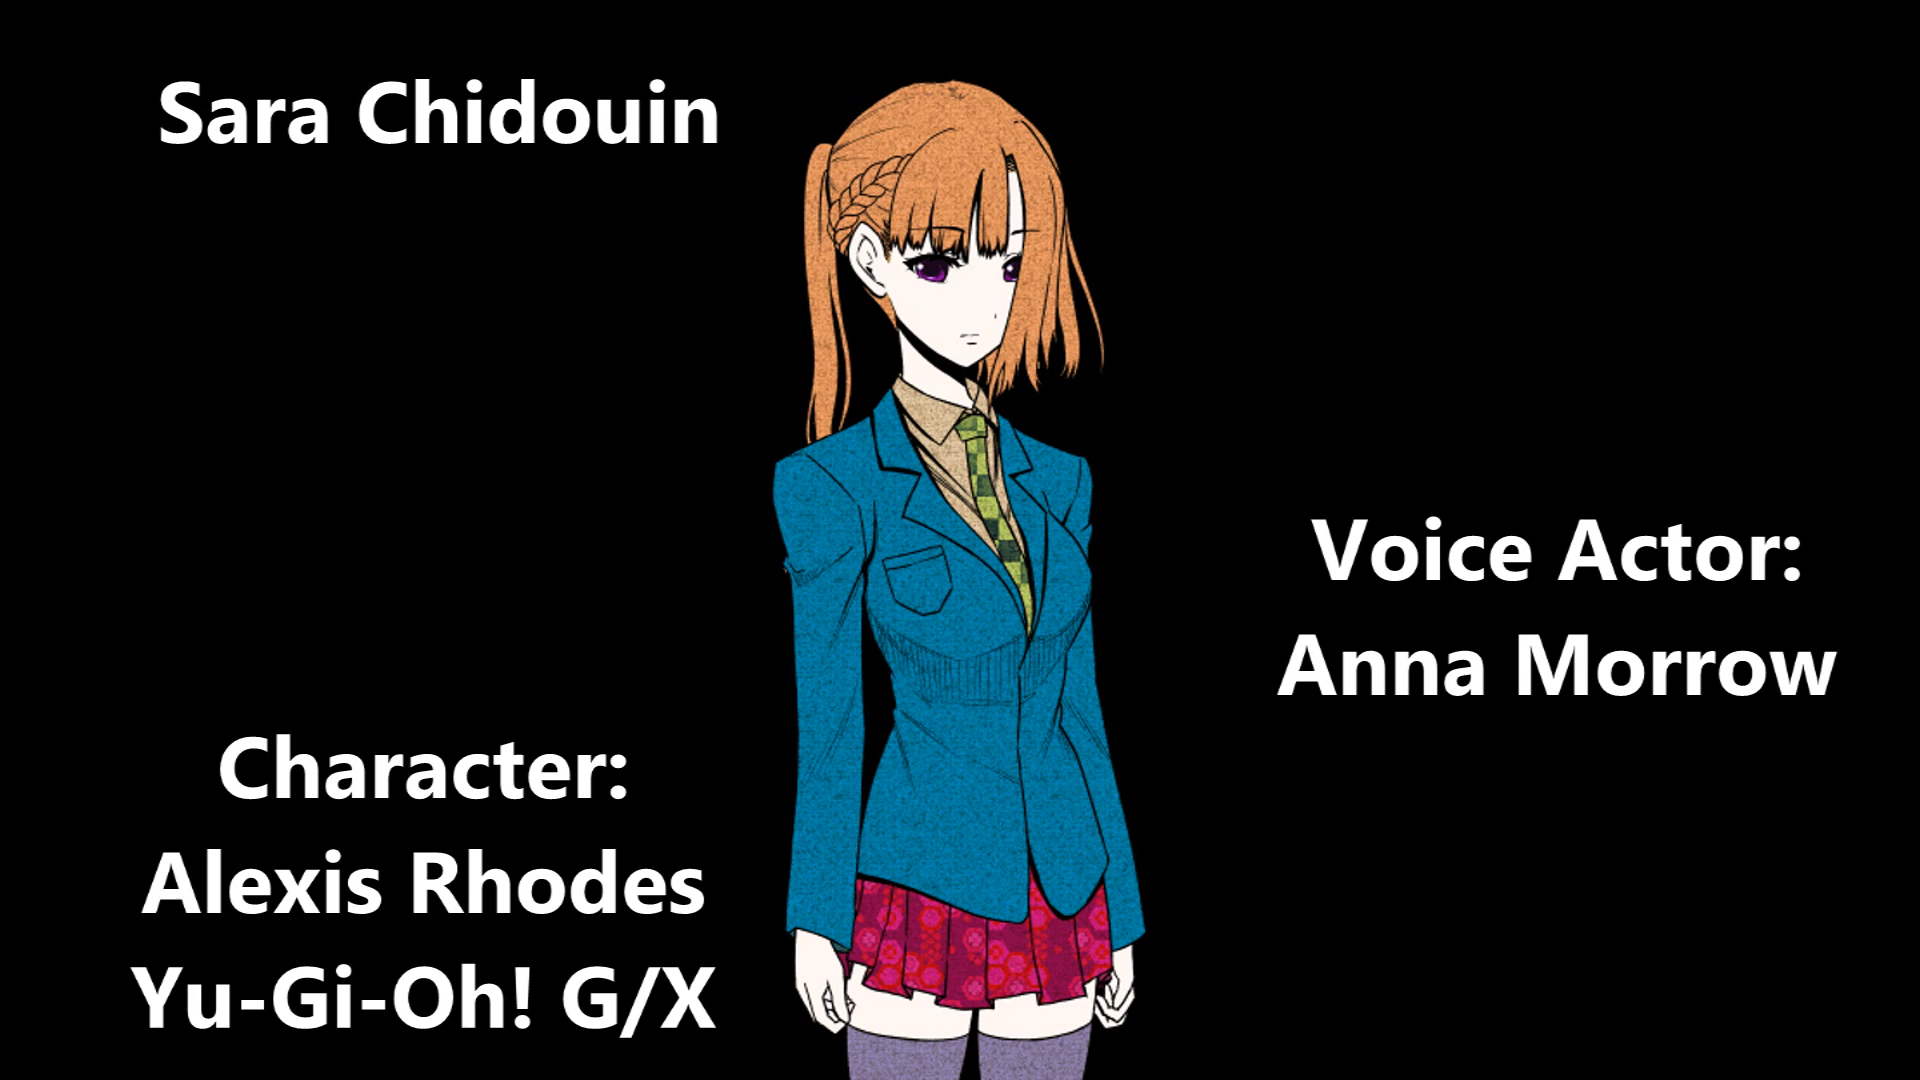 Sara Chidouin
Voice Actor:
Anna Morrow
Character:
Alexis Rhodes
Yu-Gi-Oh! G/X